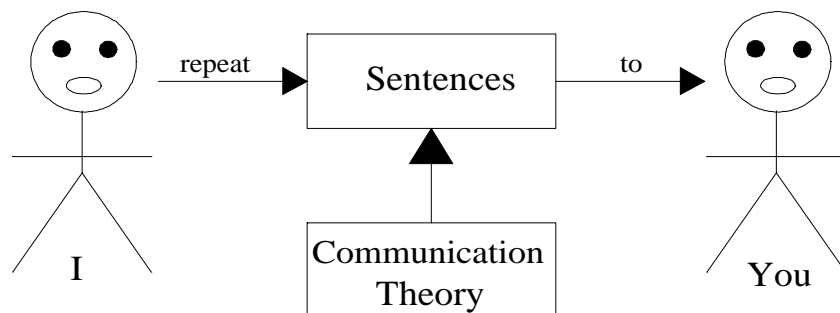 repeat
Sentences
to
I
Communication
Theory
You